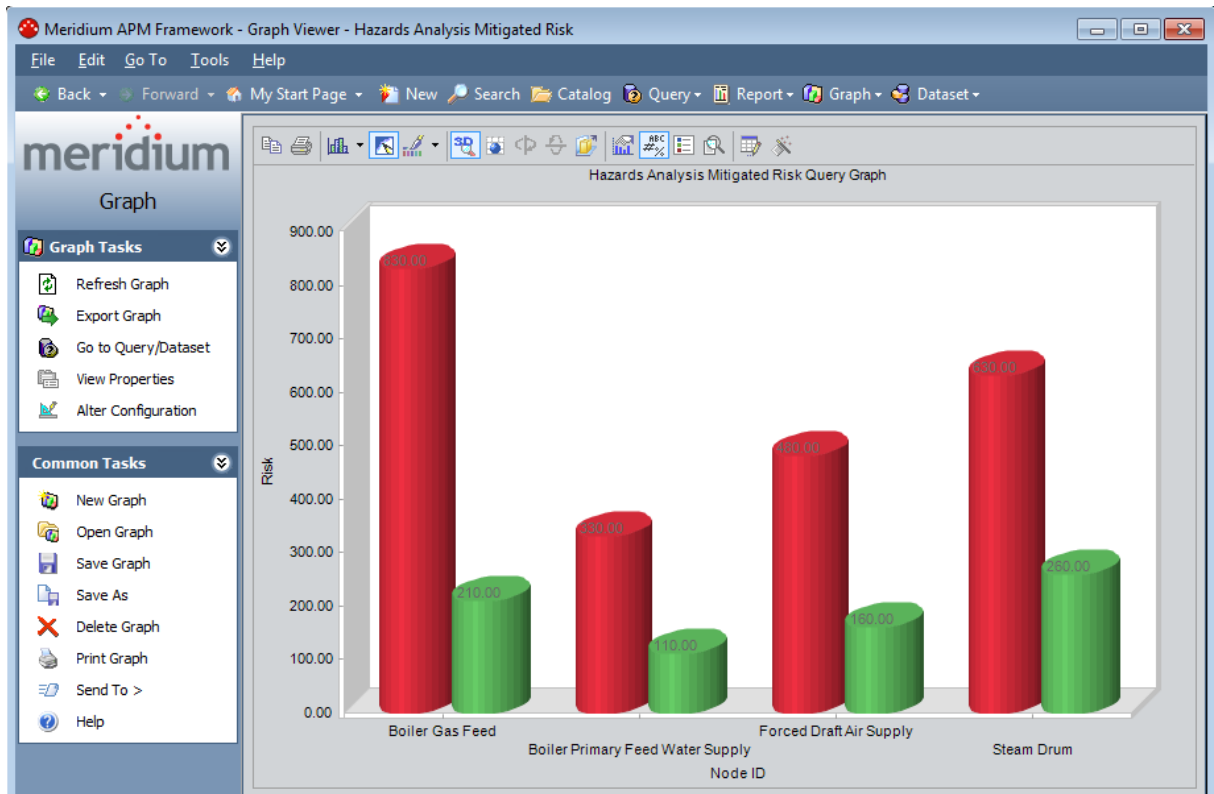 Meridium APM Framework - Graph Viewer - Hazards Analysis Mitigated Risk
File Edit Go To Tools Help
Back Forward My Start Page New Search Catalog Query Report Graph Dataset
meridium
Graph
Graph Tasks
Refresh Graph
Export Graph
Go to Query/Dataset
View Properties
Alter Configuration
Common Tasks
New Graph
Open Graph
Save Graph
Save As
Delete Graph
Print Graph
Send To >
Help
3D ABC #%
Hazards Analysis Mitigated Risk Query Graph
Risk
900.00
800.00
700.00
600.00
500.00
400.00
300.00
200.00
100.00
0.00
830.00
210.00
330.00
110.00
480.00
160.00
630.00
260.00
Boiler Gas Feed
Boiler Primary Feed Water Supply
Forced Draft Air Supply
Steam Drum
Node ID